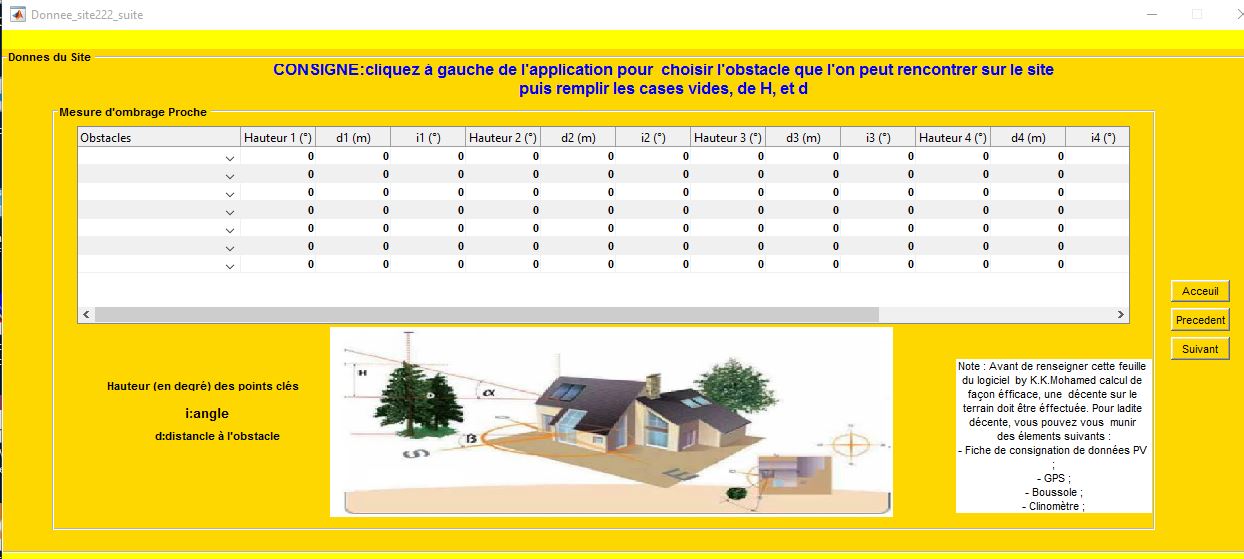 Donnee_site222_suite
Donnes du Site
CONSIGNE:cliquez à gauche de l'application pour choisir l'obstacle que l'on peut rencontrer sur le site
puis remplir les cases vides, de H, et d
Mesure d'ombrage Proche
Obstacles Hauteur 1 (°) d1 (m) i1 (°) Hauteur 2 (°) d2 (m) i2 (°) Hauteur 3 (°) d3 (m) i3 (°) Hauteur 4 (°) d4 (m) i4 (°)
0 0 0 0 0 0 0 0 0 0 0
0 0 0 0 0 0 0 0 0 0 0
0 0 0 0 0 0 0 0 0 0 0
0 0 0 0 0 0 0 0 0 0 0
0 0 0 0 0 0 0 0 0 0 0
0 0 0 0 0 0 0 0 0 0 0
0 0 0 0 0 0 0 0 0 0 0
Acceuil
Precedent
Suivant
Hauteur (en degré) des points clés
i:angle
d:distancle à l'obstacle
H
α
D
β
S
E
Note : Avant de renseigner cette feuille
du logiciel by K.K.Mohamed calcul de
façon éfficace, une décente sur le
terrain doit être éffectuée. Pour ladite
décente, vous pouvez vous munir
des élements suivants :
- Fiche de consignation de données PV
;
- GPS ;
- Boussole ;
- Clinomètre ;